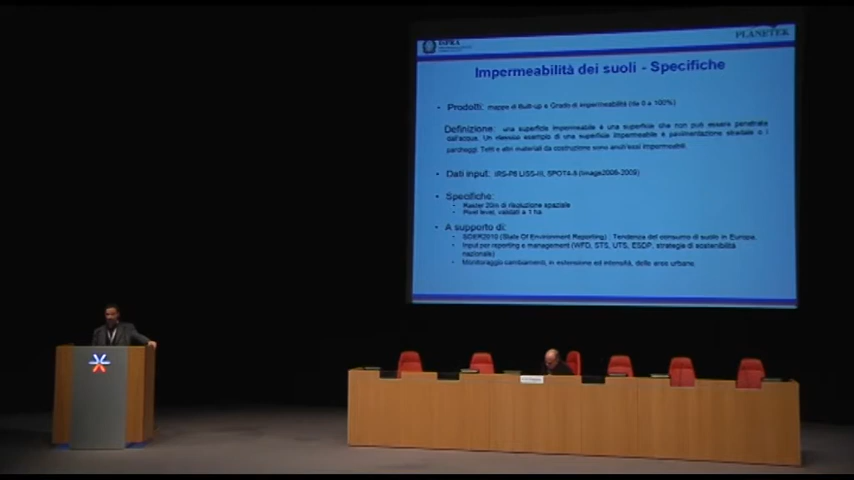 ISPRA
PLANETEK
Impermeabilità dei suoli - Specifiche
• Prodotti: mappe di Built-up e Grado di impermeabilità (da 0 a 100%)
Definizione: una superficie impermeabile è una superficie che non può essere penetrata
dall'acqua. Un classico esempio di una superficie impermeabile è pavimentazione stradale o i
parcheggi. Tetti e altri materiali da costruzione sono anch'essi impermeabili.
• Dati input: IRS-P6 LISS-III, SPOT4-5 (Image2006-2009)
• Specifiche:
• Raster 20m di risoluzione spaziale
• Pixel level, validati a 1 ha
• A supporto di:
• SOER2010 (State Of Environment Reporting) : Tendenza del consumo di suolo in Europa,
• Input per reporting e management (WFD, STS, UTS, ESDP, strategia di sostenibilità
nazionale)
• Monitoraggio cambiamenti, in estensione ed intensità, delle aree urbane.